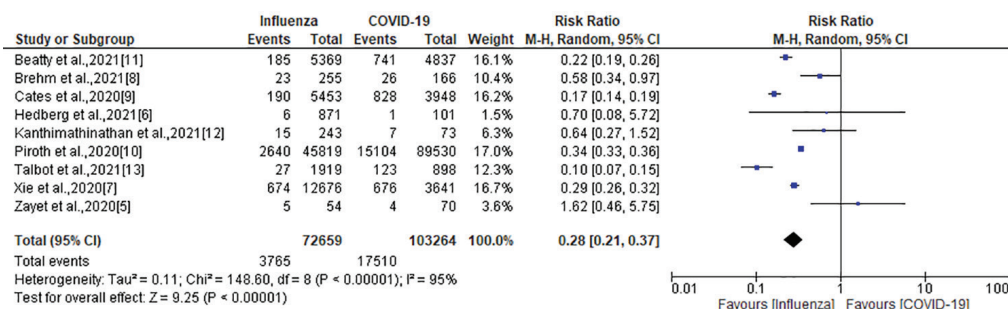 Influenza COVID-19 Risk Ratio Risk Ratio
Study or Subgroup Events Total Events Total Weight M-H, Random, 95% CI M-H, Random, 95% CI
Beatty et al.,2021[11] 185 5369 741 4837 16.1% 0.22 [0.19, 0.26]
Brehm et al.,2021[8] 23 255 26 166 10.4% 0.58 [0.34, 0.97]
Cates et al.,2020[9] 190 5453 828 3948 16.2% 0.17 [0.14, 0.19]
Hedberg et al.,2021[6] 6 871 1 101 1.5% 0.70 [0.08, 5.72]
Kanthimathinathan et al.,2021[12] 15 243 7 73 6.3% 0.64 [0.27, 1.52]
Piroth et al.,2020[10] 2640 45819 15104 89530 17.0% 0.34 [0.33, 0.36]
Talbot et al.,2021[13] 27 1919 123 898 12.3% 0.10 [0.07, 0.15]
Xie et al.,2020[7] 674 12676 676 3641 16.7% 0.29 [0.26, 0.32]
Zayet et al.,2020[5] 5 54 4 70 3.6% 1.62 [0.46, 5.75]
Total (95% CI) 72659 103264 100.0% 0.28 [0.21, 0.37]
Total events 3765 17510
Heterogeneity: Tau² = 0.11; Chi² = 148.60, df = 8 (P < 0.00001); I² = 95%
Test for overall effect: Z = 9.25 (P < 0.00001)
0.01 0.1 1 10 100
Favours [Influenza] Favours [COVID-19]